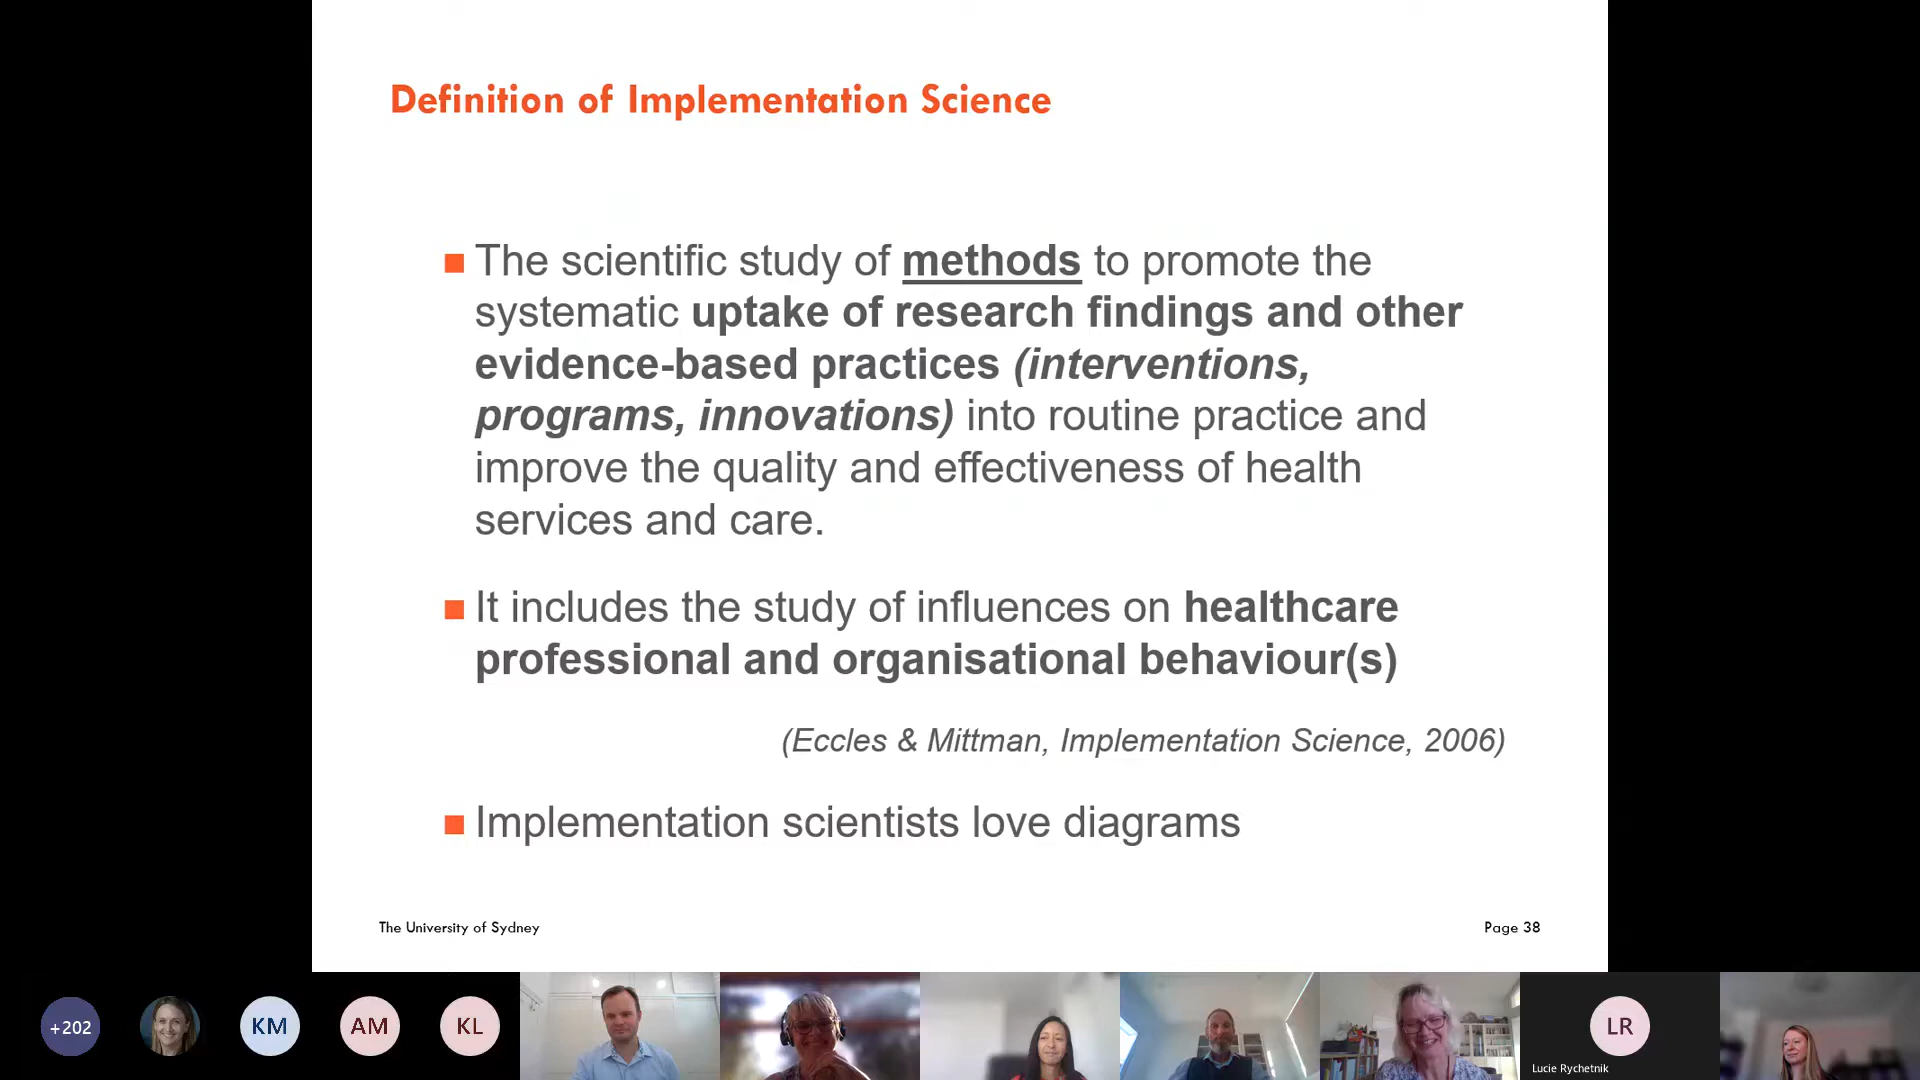 Definition of Implementation Science
The scientific study of methods to promote the
systematic uptake of research findings and other
evidence-based practices (interventions,
programs, innovations) into routine practice and
improve the quality and effectiveness of health
services and care.
It includes the study of influences on healthcare
professional and organisational behaviour(s)
(Eccles & Mittman, Implementation Science, 2006)
Implementation scientists love diagrams
The University of Sydney
Page 38
+202
KM
AM
KL
LR
Lucie Rychetnik